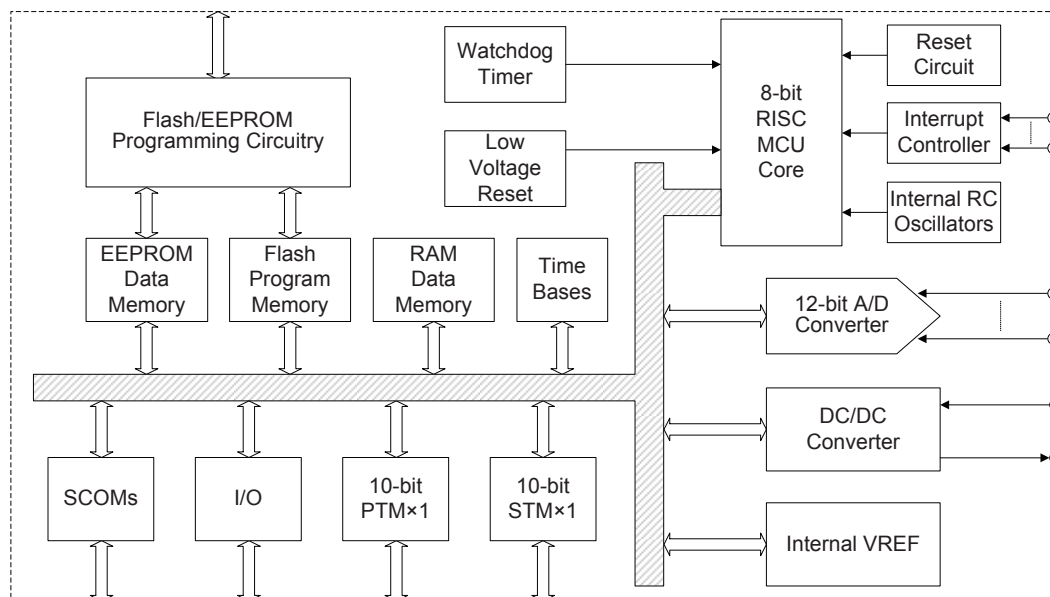 Watchdog
Timer
8-bit
RISC
MCU
Core
Reset
Circuit
Flash/EEPROM
Programming Circuitry
Interrupt
Controller
Low
Voltage
Reset
Internal RC
Oscillators
EEPROM
Data
Memory
Flash
Program
Memory
RAM
Data
Memory
Time
Bases
12-bit A/D
Converter
DC/DC
Converter
SCOMs
I/O
10-bit
PTM×1
10-bit
STM×1
Internal VREF